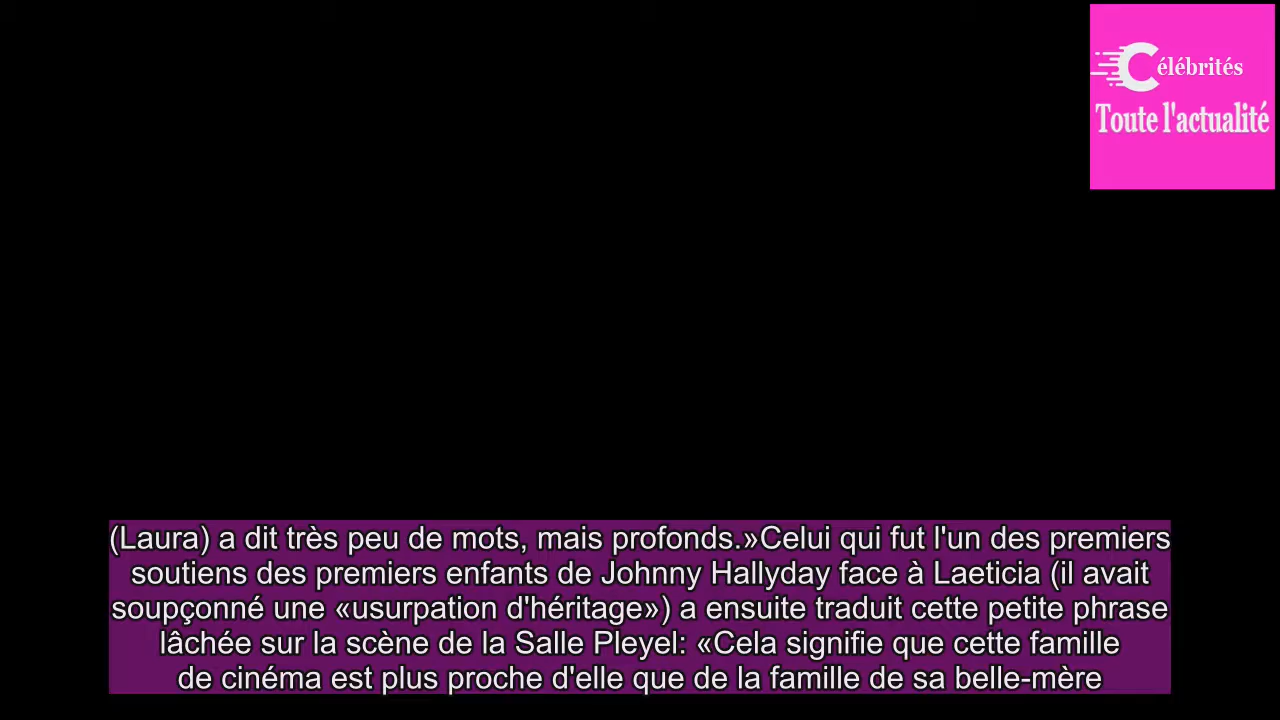 Célébrités
Toute l'actualité
(Laura) a dit très peu de mots, mais profonds.»Celui qui fut l'un des premiers
soutiens des premiers enfants de Johnny Hallyday face à Laeticia (il avait
soupçonné une «usurpation d'héritage») a ensuite traduit cette petite phrase
lâchée sur la scène de la Salle Pleyel: «Cela signifie que cette famille
de cinéma est plus proche d'elle que de la famille de sa belle-mère